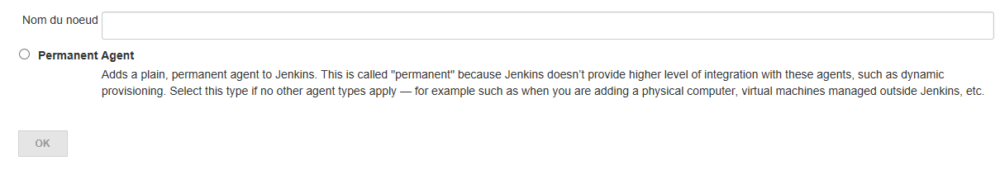 Nom du noeud
Permanent Agent
Adds a plain, permanent agent to Jenkins. This is called "permanent" because Jenkins doesn’t provide higher level of integration with these agents, such as dynamic
provisioning. Select this type if no other agent types apply — for example such as when you are adding a physical computer, virtual machines managed outside Jenkins, etc.
OK